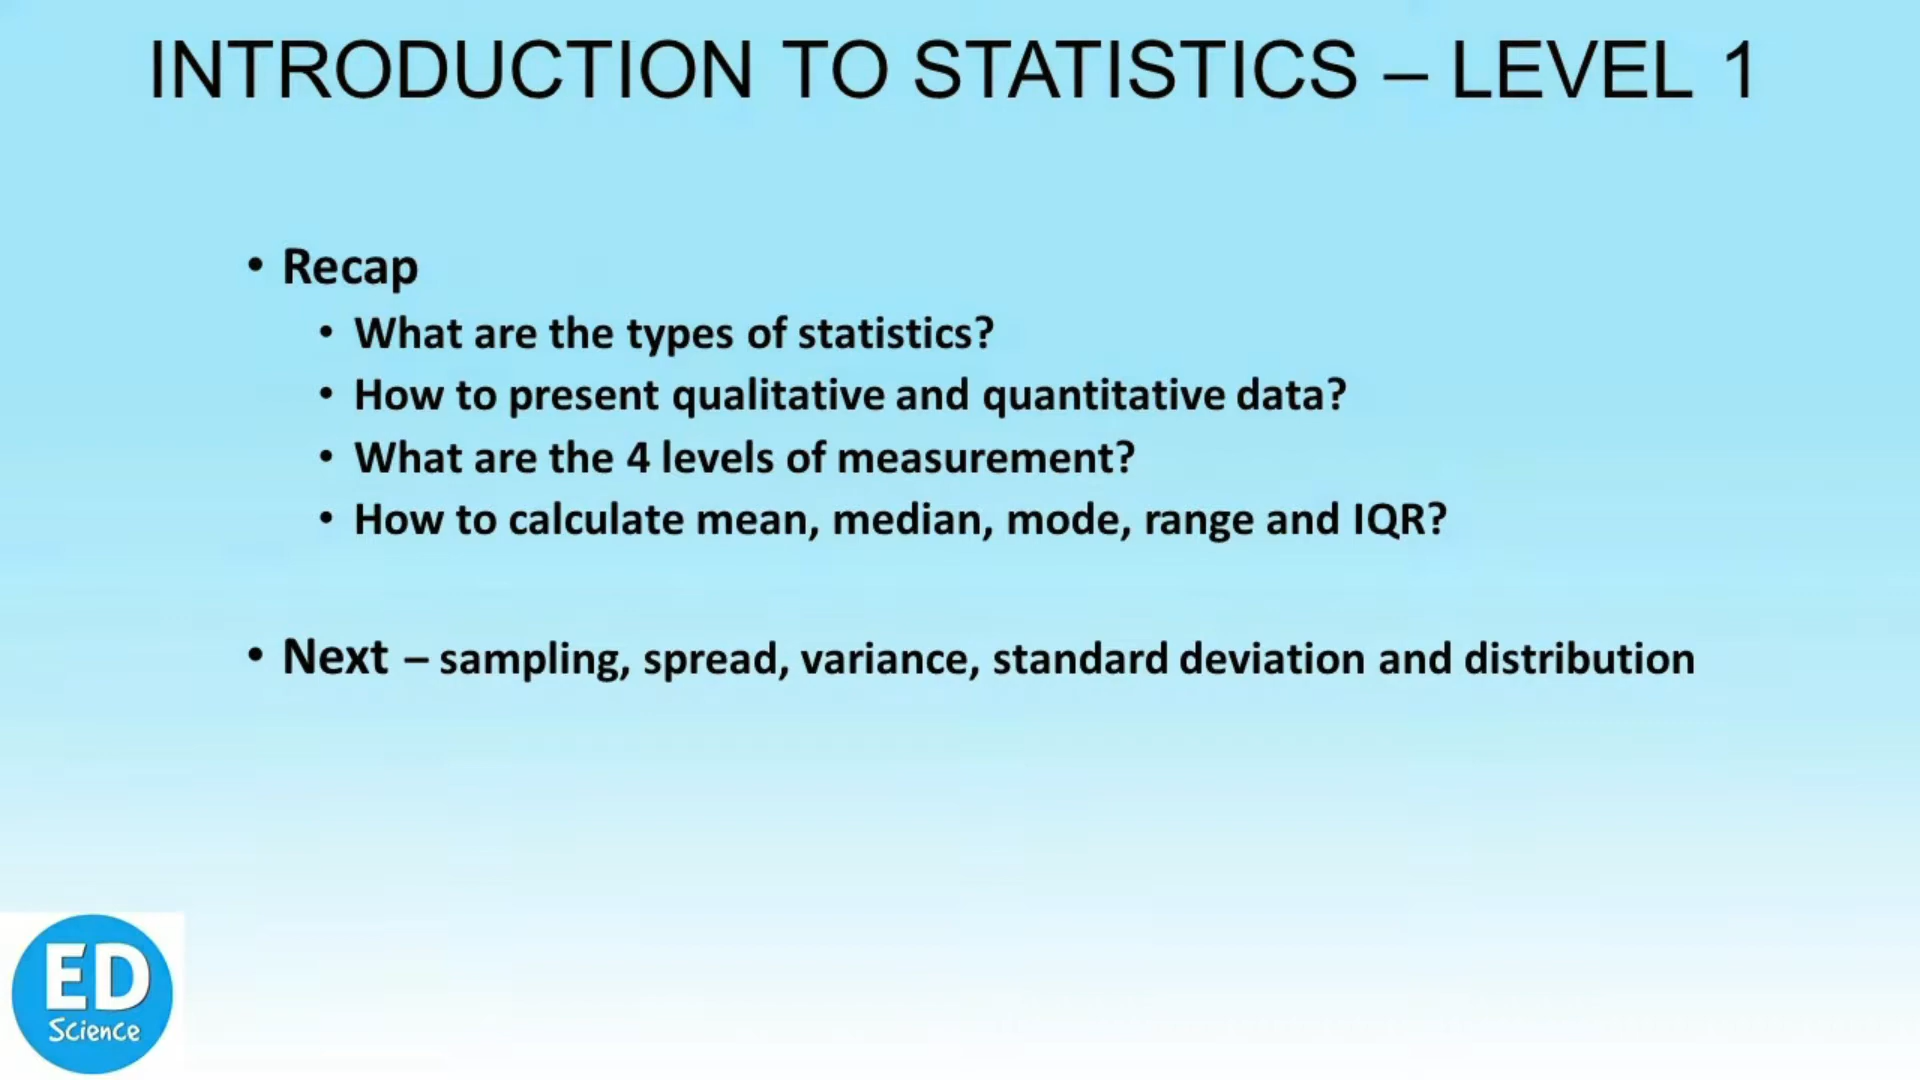 INTRODUCTION TO STATISTICS – LEVEL 1
• Recap
• What are the types of statistics?
• How to present qualitative and quantitative data?
• What are the 4 levels of measurement?
• How to calculate mean, median, mode, range and IQR?
• Next – sampling, spread, variance, standard deviation and distribution
ED
Science